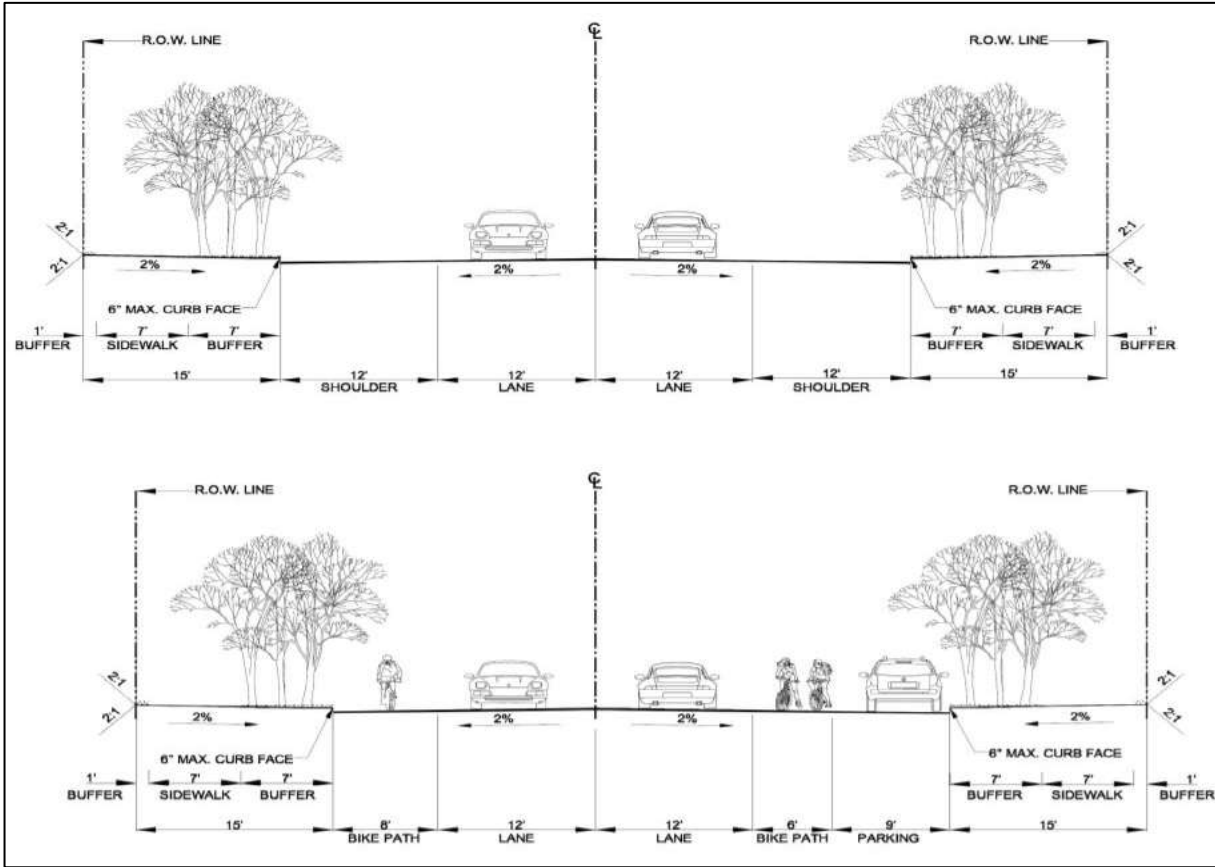 ℄
R.O.W. LINE R.O.W. LINE
2:1 2:1
2:1 2% 2% 2% 2% 2:1
6" MAX. CURB FACE 6" MAX. CURB FACE
1' 7' 7' 7' 7' 1'
BUFFER SIDEWALK BUFFER BUFFER SIDEWALK BUFFER
15' 12' 12' 12' 12' 15'
SHOULDER LANE LANE SHOULDER
℄
R.O.W. LINE R.O.W. LINE
2:1 2:1
2:1 2% 2% 2% 2% 2:1
6" MAX. CURB FACE 6" MAX. CURB FACE
1' 7' 7' 7' 7' 1'
BUFFER SIDEWALK BUFFER BUFFER SIDEWALK BUFFER
15' 8' 12' 12' 6' 9' 15'
BIKE PATH LANE LANE BIKE PATH PARKING